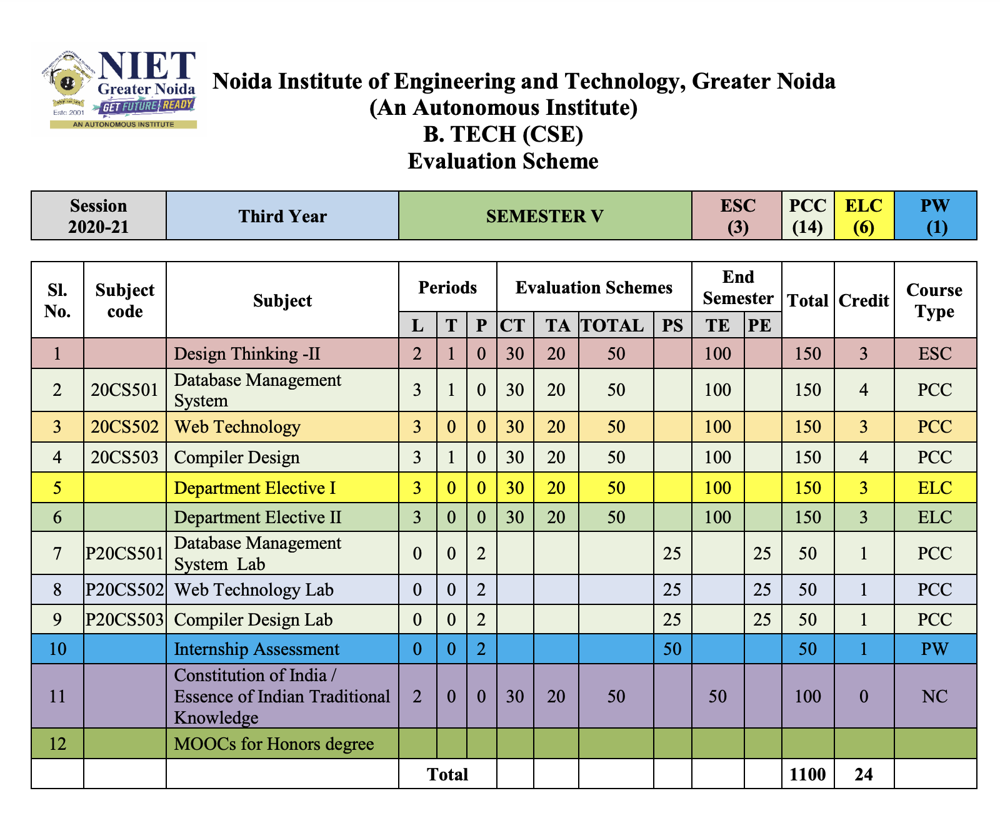 NIET
Greater Noida
GET FUTURE READY
Estc 2001
AN AUTONOMOUS INSTITUTE
Noida Institute of Engineering and Technology, Greater Noida
(An Autonomous Institute)
B. TECH (CSE)
Evaluation Scheme
Session 2020-21 Third Year SEMESTER V ESC (3) PCC (14) ELC (6) PW (1)
Sl. No. Subject code Subject Periods Evaluation Schemes End Semester Total Credit Course Type
L T P CT TA TOTAL PS TE PE
1 Design Thinking -II 2 1 0 30 20 50 100 150 3 ESC
2 20CS501 Database Management System 3 1 0 30 20 50 100 150 4 PCC
3 20CS502 Web Technology 3 0 0 30 20 50 100 150 3 PCC
4 20CS503 Compiler Design 3 1 0 30 20 50 100 150 4 PCC
5 Department Elective I 3 0 0 30 20 50 100 150 3 ELC
6 Department Elective II 3 0 0 30 20 50 100 150 3 ELC
7 P20CS501 Database Management System Lab 0 0 2 25 25 50 1 PCC
8 P20CS502 Web Technology Lab 0 0 2 25 25 50 1 PCC
9 P20CS503 Compiler Design Lab 0 0 2 25 25 50 1 PCC
10 Internship Assessment 0 0 2 50 50 1 PW
11 Constitution of India / Essence of Indian Traditional Knowledge 2 0 0 30 20 50 50 100 0 NC
12 MOOCs for Honors degree
Total 1100 24